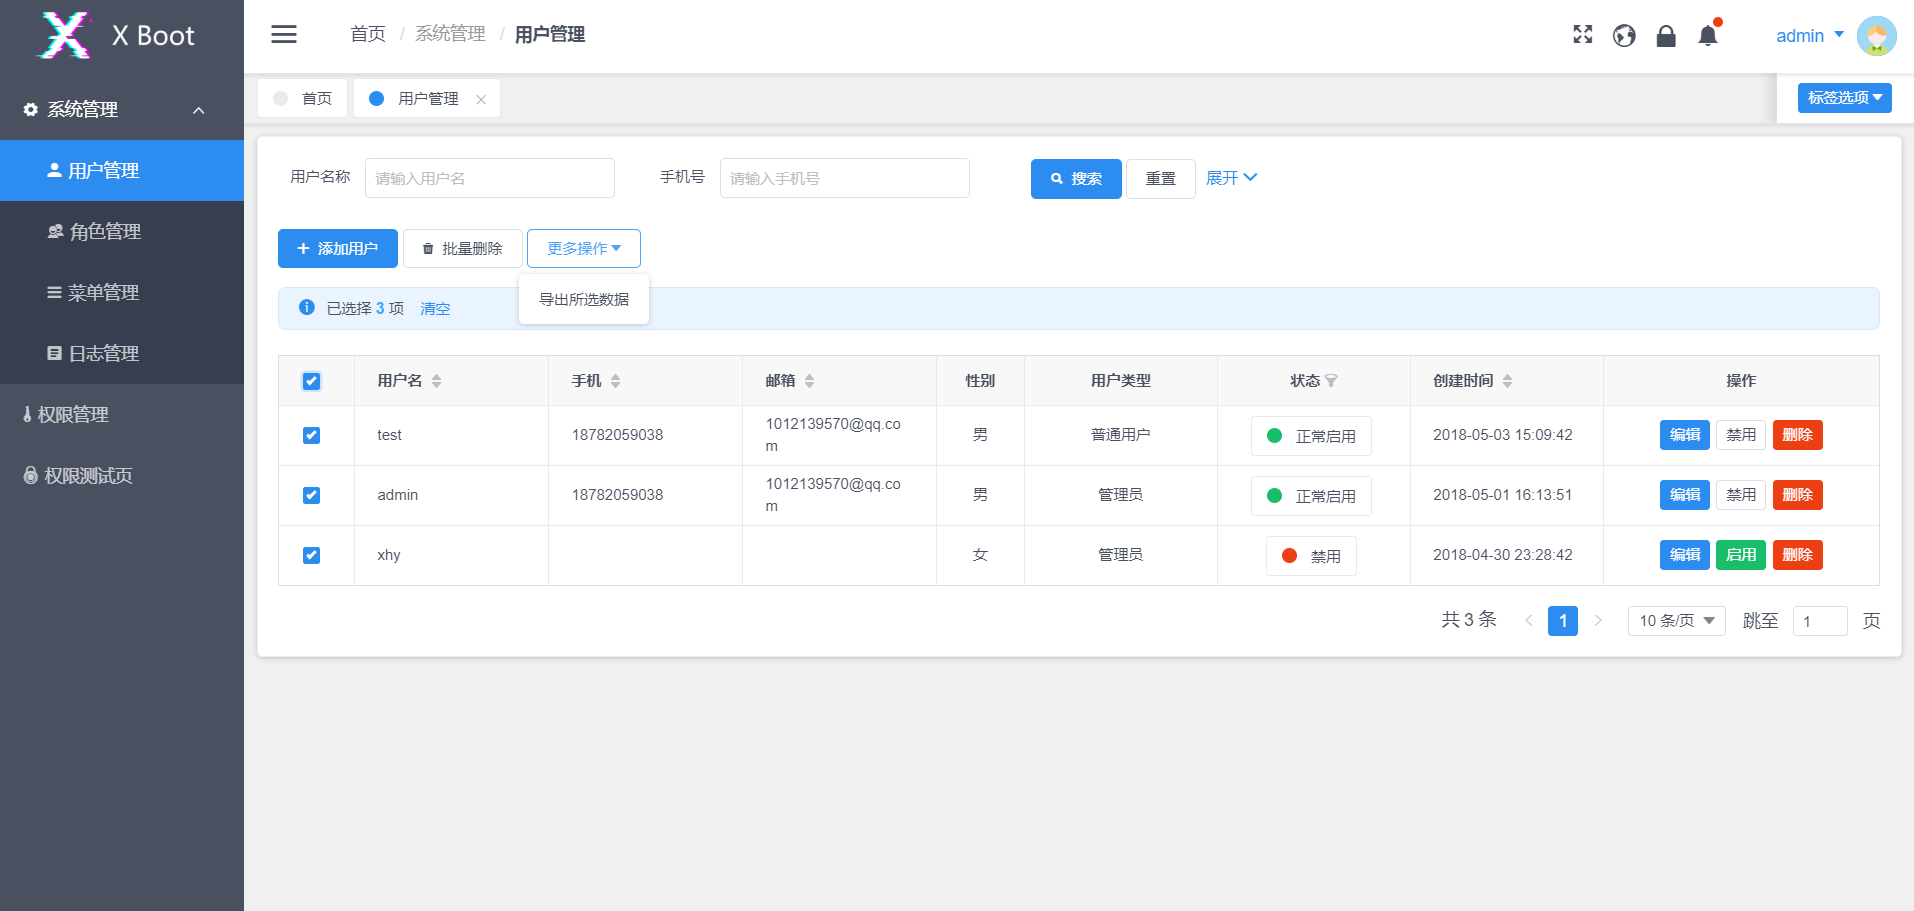 X Boot
首页 / 系统管理 / 用户管理
admin
系统管理
用户管理
角色管理
菜单管理
日志管理
权限管理
权限测试页
首页 用户管理
标签选项
用户名称 请输入用户名 手机号 请输入手机号 搜索 重置 展开
添加用户 批量删除 更多操作
导出所选数据
已选择 3 项 清空
用户名 手机 邮箱 性别 用户类型 状态 创建时间 操作
test 18782059038 1012139570@qq.co
m 男 普通用户 正常启用 2018-05-03 15:09:42 编辑 禁用 删除
admin 18782059038 1012139570@qq.co
m 男 管理员 正常启用 2018-05-01 16:13:51 编辑 禁用 删除
xhy 女 管理员 禁用 2018-04-30 23:28:42 编辑 启用 删除
共 3 条 1 10 条/页 跳至 1 页